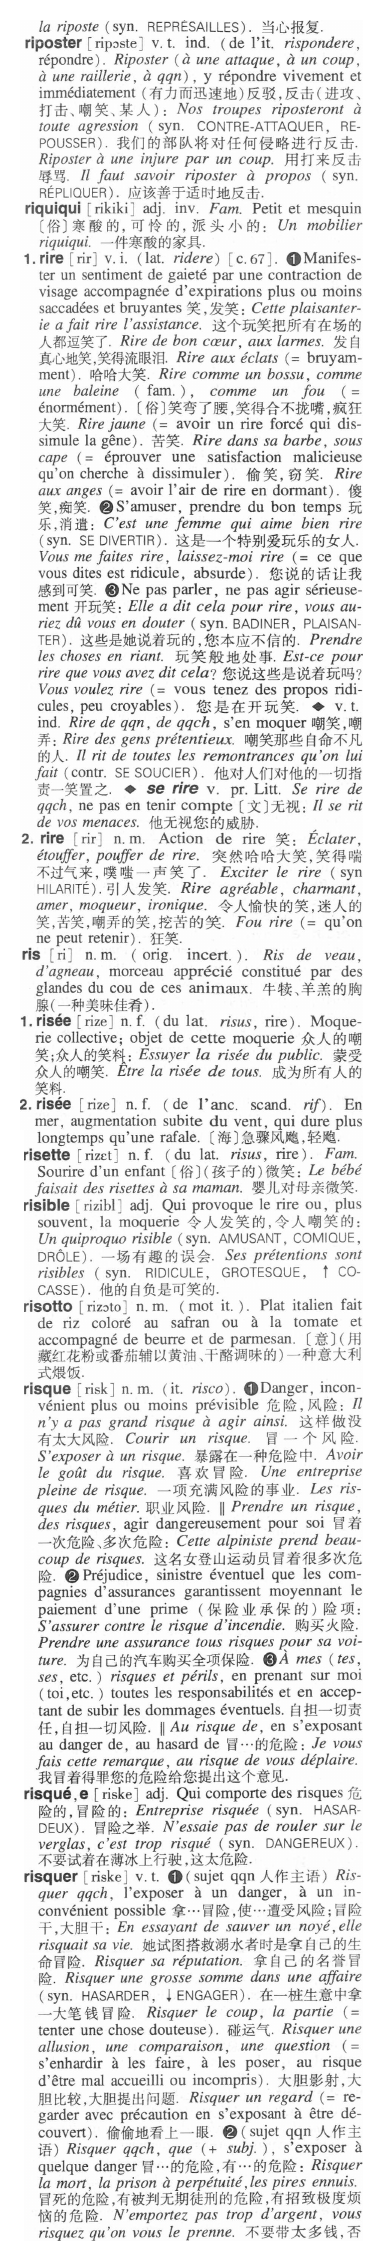 la riposte (syn. REPRÉSAILLES). 当心报复.
riposter [ripɔste] v. t. ind. (de l'it. rispondere,
répondre). Riposter (à une attaque, à un coup,
à une raillerie, à qqn), y répondre vivement et
immédiatement (有力而迅速地)反驳,反击(进攻、
打击、嘲笑、某人): Nos troupes riposteront à
toute agression (syn. CONTRE-ATTAQUER, RE-
POUSSER). 我们的部队将对任何侵略进行反击.
Riposter à une injure par un coup. 用打来反击
辱骂. Il faut savoir riposter à propos (syn.
RÉPLIQUER). 应该善于适时地反击.
riquiqui [rikiki] adj. inv. Fam. Petit et mesquin
〔俗〕寒酸的,可怜的,派头小的: Un mobilier
riquiqui. 一件寒酸的家具.
1. rire [rir] v. i. (lat. ridere) [c. 67]. ❶Manifes-
ter un sentiment de gaieté par une contraction de
visage accompagnée d'expirations plus ou moins
saccadées et bruyantes 笑,发笑: Cette plaisanter-
ie a fait rire l'assistance. 这个玩笑把所有在场的
人都逗笑了. Rire de bon cœur, aux larmes. 发自
真心地笑,笑得流眼泪. Rire aux éclats (= bruyam-
ment). 哈哈大笑. Rire comme un bossu, comme
une baleine (fam.), comme un fou (=
énormément). 〔俗〕笑弯了腰,笑得合不拢嘴,疯狂
大笑. Rire jaune (= avoir un rire forcé qui dis-
simule la gêne). 苦笑. Rire dans sa barbe, sous
cape (= éprouver une satisfaction malicieuse
qu'on cherche à dissimuler). 偷笑,窃笑. Rire
aux anges (= avoir l'air de rire en dormant). 傻
笑,痴笑. ❷S'amuser, prendre du bon temps 玩
乐,消遣: C'est une femme qui aime bien rire
(syn. SE DIVERTIR). 这是一个特别爱玩乐的女人.
Vous me faites rire, laissez-moi rire (= ce que
vous dites est ridicule, absurde). 您说的话让我
感到可笑. ❸Ne pas parler, ne pas agir sérieuse-
ment 开玩笑: Elle a dit cela pour rire, vous au-
riez dû vous en douter (syn. BADINER, PLAISAN-
TER). 这些是她说着玩的,您本应不信的. Prendre
les choses en riant. 玩笑般地处事. Est-ce pour
rire que vous avez dit cela? 您说这些是说着玩吗?
Vous voulez rire (= vous tenez des propos ridi-
cules, peu croyables). 您是在开玩笑. ◆ v. t.
ind. Rire de qqn, de qqch, s'en moquer 嘲笑,嘲
弄: Rire des gens prétentieux. 嘲笑那些自命不凡
的人. Il rit de toutes les remontrances qu'on lui
fait (contr. SE SOUCIER). 他对人们对他的一切指
责一笑置之. ◆ se rire v. pr. Litt. Se rire de
qqch, ne pas en tenir compte [文]无视: Il se rit
de vos menaces. 他无视您的威胁.
2. rire [rir] n. m. Action de rire 笑: Éclater,
étouffer, pouffer de rire. 突然哈哈大笑,笑得喘
不过气来,噗嗤一声笑了. Exciter le rire (syn
HILARITÉ). 引人发笑. Rire agréable, charmant,
amer, moqueur, ironique. 令人愉快的笑,迷人的
笑,苦笑,嘲弄的笑,挖苦的笑. Fou rire (= qu'on
ne peut retenir). 狂笑.
ris [ri] n. m. (orig. incert.). Ris de veau,
d'agneau, morceau apprécié constitué par des
glandes du cou de ces animaux. 牛犊、羊羔的胸
腺(一种美味佳肴).
1. risée [rize] n. f. (du lat. risus, rire). Moque-
rie collective; objet de cette moquerie 众人的嘲
笑;众人的笑料: Essuyer la risée du public. 蒙受
众人的嘲笑. Être la risée de tous. 成为所有人的
笑料.
2. risée [rize] n. f. (de l'anc. scand. rif). En
mer, augmentation subite du vent, qui dure plus
longtemps qu'une rafale. [海]急骤风飑,轻飑.
risette [rizɛt] n. f. (du lat. risus, rire). Fam.
Sourire d'un enfant 〔俗〕(孩子的)微笑: Le bébé
faisait des risettes à sa maman. 婴儿对母亲微笑.
risible [rizibl] adj. Qui provoque le rire ou, plus
souvent, la moquerie 令人发笑的,令人嘲笑的:
Un quiproquo risible (syn. AMUSANT, COMIQUE,
DRÔLE). 一场有趣的误会. Ses prétentions sont
risibles (syn. RIDICULE, GROTESQUE, ↑ CO-
CASSE). 他的自负是可笑的.
risotto [rizɔto] n. m. (mot it.). Plat italien fait
de riz coloré au safran ou à la tomate et
accompagné de beurre et de parmesan. [意](用
藏红花粉或番茄辅以黄油、干酪调味的)一种意大利
式煨饭.
risque [risk] n. m. (it. risco). ❶Danger, incon-
vénient plus ou moins prévisible 危险,风险: Il
n'y a pas grand risque à agir ainsi. 这样做没
有太大风险. Courir un risque. 冒一个风险.
S'exposer à un risque. 暴露在一种危险中. Avoir
le goût du risque. 喜欢冒险. Une entreprise
pleine de risque. 一项充满风险的事业. Les ris-
ques du métier. 职业风险. ‖ Prendre un risque,
des risques, agir dangereusement pour soi 冒着
一次危险、多次危险: Cette alpiniste prend beau-
coup de risques. 这名女登山运动员冒着很多次危
险. ❷Préjudice, sinistre éventuel que les com-
pagnies d'assurances garantissent moyennant le
paiement d'une prime (保险业承保的)险项:
S'assurer contre le risque d'incendie. 购买火险.
Prendre une assurance tous risques pour sa voi-
ture. 为自己的汽车购买全项保险. ❸À mes (tes,
ses, etc.) risques et périls, en prenant sur moi
(toi, etc.) toutes les responsabilités et en accep-
tant de subir les dommages éventuels. 自担一切责
任,自担一切风险. ‖ Au risque de, en s'exposant
au danger de, au hasard de 冒…的危险: Je vous
fais cette remarque, au risque de vous déplaire.
我冒着得罪您的危险给您提出这个意见.
risqué, e [riske] adj. Qui comporte des risques 危
险的,冒险的: Entreprise risquée (syn. HASAR-
DEUX). 冒险之举. N'essaie pas de rouler sur le
verglas, c'est trop risqué (syn. DANGEREUX).
不要试着在薄冰上行驶,这太危险.
risquer [riske] v. t. ❶(sujet qqn 人作主语) Ris-
quer qqch, l'exposer à un danger, à un in-
convénient possible 拿…冒险,使…遭受风险;冒险
干,大胆干: En essayant de sauver un noyé, elle
risquait sa vie. 她试图搭救溺水者时是拿自己的生
命冒险. Risquer sa réputation. 拿自己的名誉冒
险. Risquer une grosse somme dans une affaire
(syn. HASARDER, ↓ ENGAGER). 在一桩生意中拿
一大笔钱冒险. Risquer le coup, la partie (=
tenter une chose douteuse). 碰运气. Risquer une
allusion, une comparaison, une question (=
s'enhardir à les faire, à les poser, au risque
d'être mal accueilli ou incompris). 大胆影射,大
胆比较,大胆提出问题. Risquer un regard (= re-
garder avec précaution en s'exposant à être dé-
couvert). 偷偷地看上一眼. ❷(sujet qqn 人作主
语) Risquer qqch, que (+ subj.), s'exposer à
quelque danger 冒…的危险,有…的危险: Risquer
la mort, la prison à perpétuité, les pires ennuis.
冒死的危险,有被判无期徒刑的危险,有招致极度烦
恼的危险. N'emportez pas trop d'argent, vous
risquez qu'on vous le prenne. 不要带太多钱,否